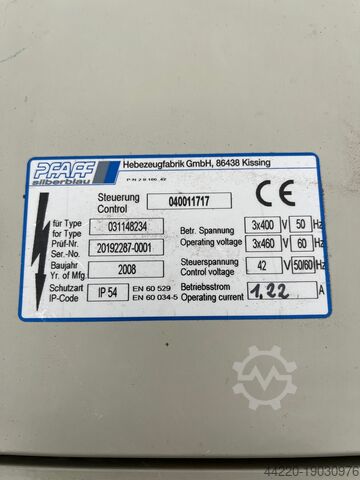 PFAFF
silberblau
Hebezeugfabrik GmbH, 86438 Kissing
Steuerung
Control
040011717
CE
für Type
for Type
031148234
Prüf-Nr.
Ser.-No.
20192287-0001
Baujahr
Yr. of Mfg.
2008
Schutzart
IP-Code
IP 54
EN 60 529
EN 60 034-5
Betr. Spannung
Operating voltage
3x400 V 50 Hz
3x460 60
Steuerspannung
Control voltage
42 V 50/60 Hz
Betriebsstrom
Operating current
1,22 A
44220-19030976